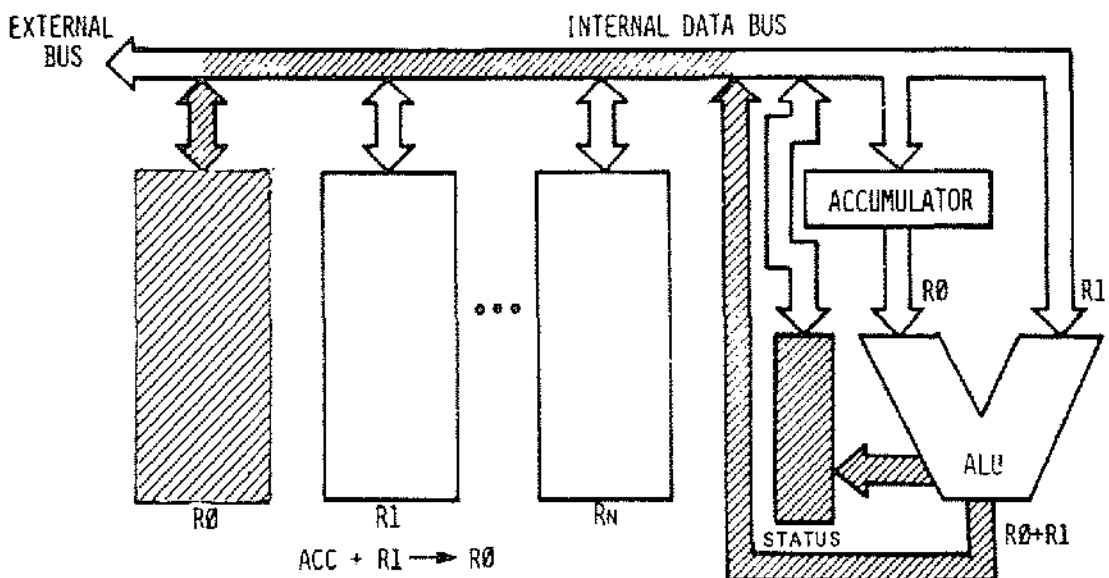 EXTERNAL
BUS
INTERNAL DATA BUS
ACCUMULATOR
RØ
R1
ALU
RØ
R1
RN
STATUS
RØ+R1
ACC + R1 → RØ